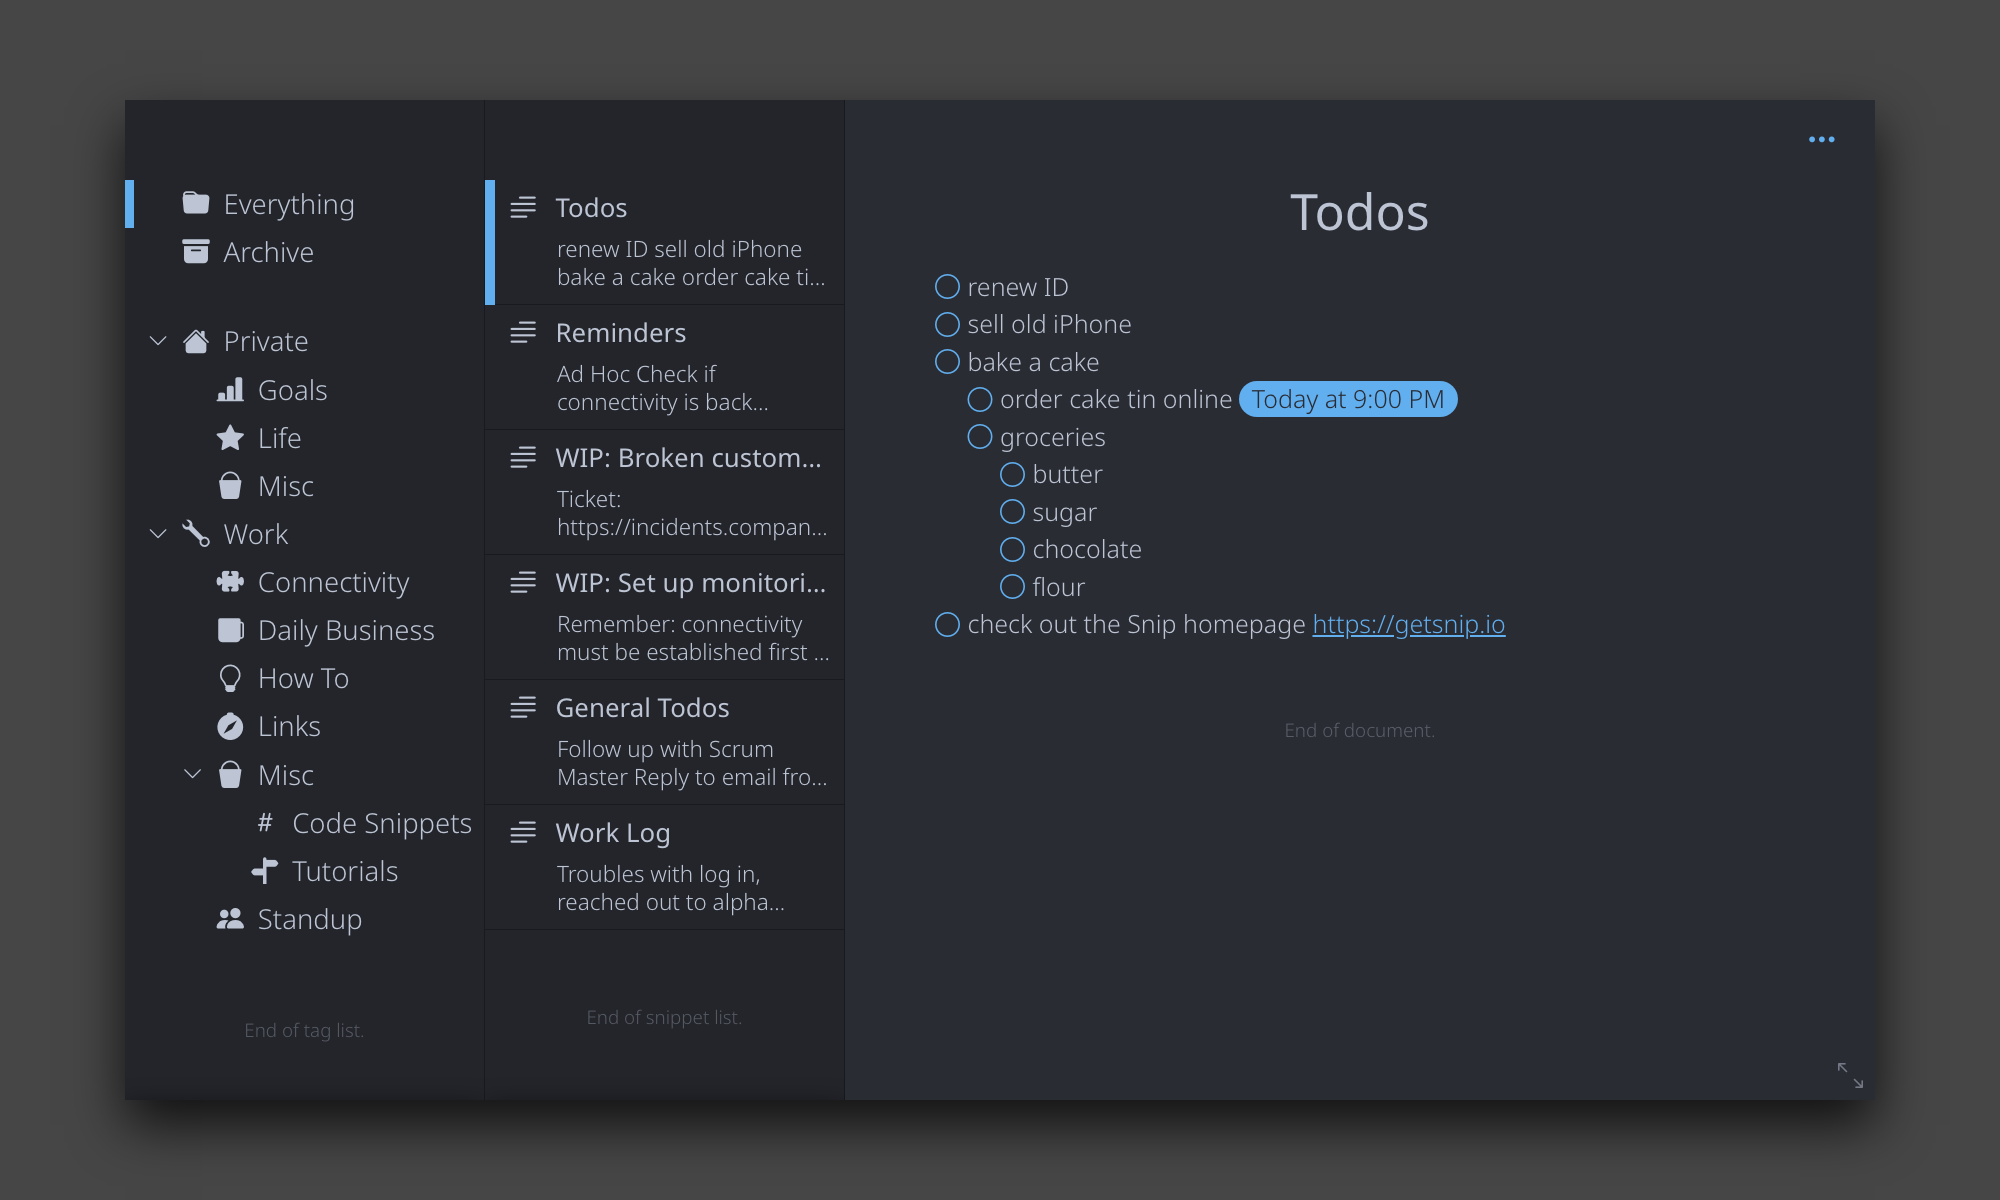 Everything
Archive
Private
Goals
Life
Misc
Work
Connectivity
Daily Business
How To
Links
Misc
# Code Snippets
Tutorials
Standup
End of tag list.
Todos
renew ID sell old iPhone
bake a cake order cake ti...
Reminders
Ad Hoc Check if
connectivity is back...
WIP: Broken custom...
Ticket:
https://incidents.compan...
WIP: Set up monitori...
Remember: connectivity
must be established first ...
General Todos
Follow up with Scrum
Master Reply to email fro...
Work Log
Troubles with log in,
reached out to alpha...
End of snippet list.
Todos
renew ID
sell old iPhone
bake a cake
order cake tin online Today at 9:00 PM
groceries
butter
sugar
chocolate
flour
check out the Snip homepage https://getsnip.io
End of document.